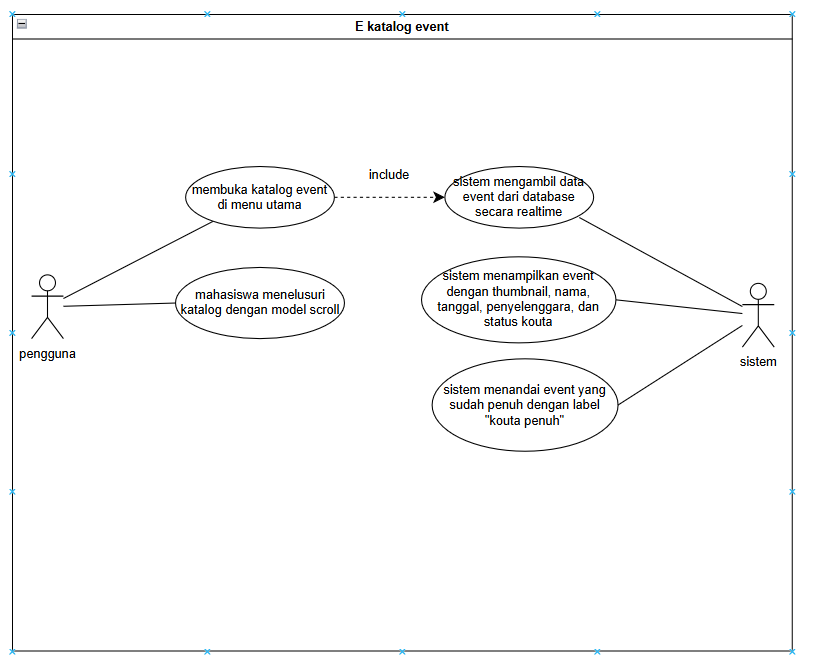 E katalog event
include
membuka katalog event
di menu utama
sistem mengambil data
event dari database
secara realtime
mahasiswa menelusuri
katalog dengan model scroll
sistem menampilkan event
dengan thumbnail, nama,
tanggal, penyelenggara, dan
status kouta
pengguna
sistem
sistem menandai event yang
sudah penuh dengan label
"kouta penuh"